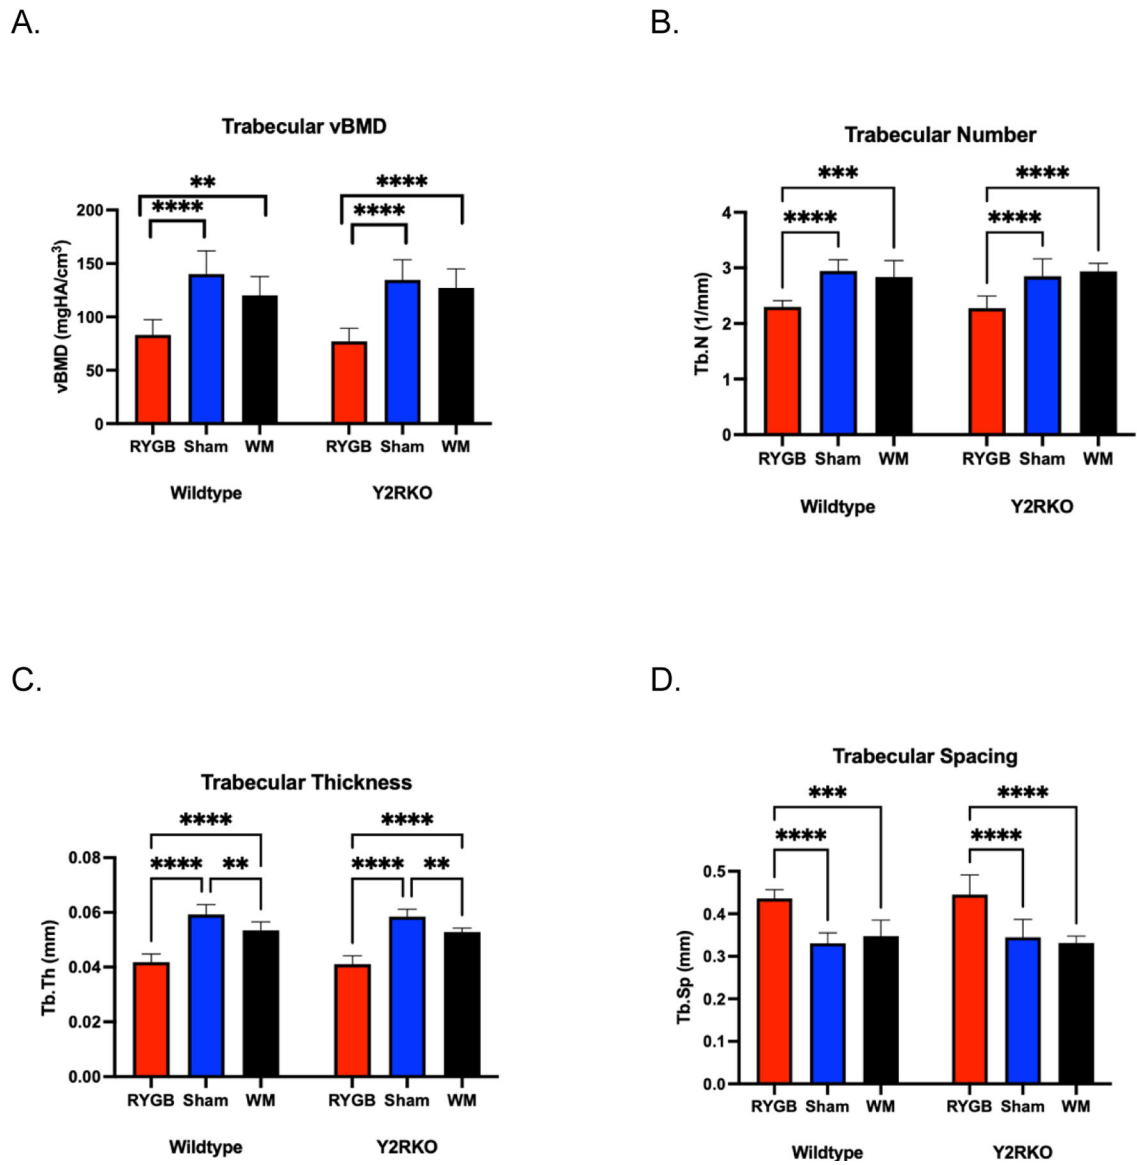 A.
Trabecular vBMD
**
****
****
****
vBMD (mgHA/cm³)
200
150
100
50
0
RYGB Sham WM RYGB Sham WM
Wildtype Y2RKO
B.
Trabecular Number
***
****
****
****
Tb.N (1/mm)
4
3
2
1
0
RYGB Sham WM RYGB Sham WM
Wildtype Y2RKO
C.
Trabecular Thickness
****
****
**** **
**** **
Tb.Th (mm)
0.08
0.06
0.04
0.02
0.00
RYGB Sham WM RYGB Sham WM
Wildtype Y2RKO
D.
Trabecular Spacing
***
****
****
****
Tb.Sp (mm)
0.5
0.4
0.3
0.2
0.1
0.0
RYGB Sham WM RYGB Sham WM
Wildtype Y2RKO